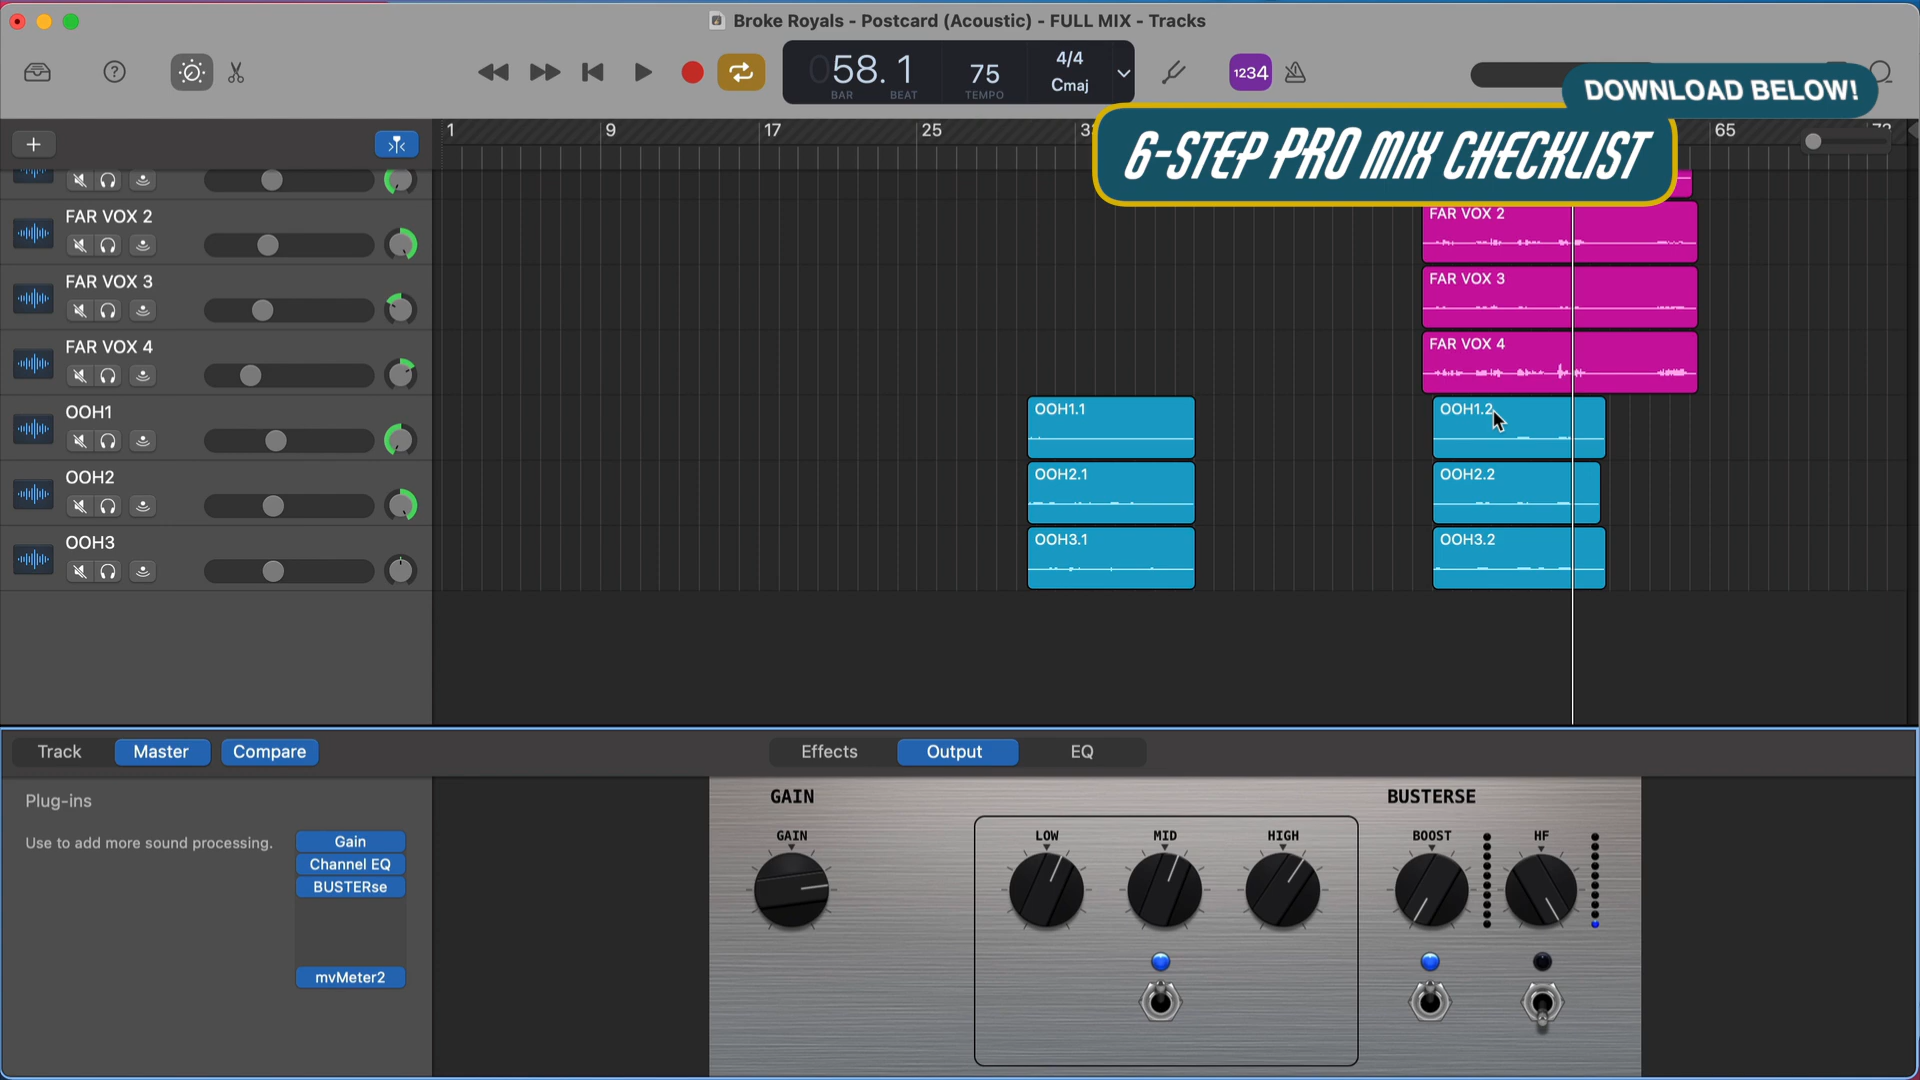 Broke Royals - Postcard (Acoustic) - FULL MIX - Tracks
058. 1
BAR
BEAT
75
TEMPO
4/4
Cmaj
1234
DOWNLOAD BELOW!
6-STEP PRO MIX CHECKLIST
1
9
17
25
65
FAR VOX 2
FAR VOX 3
FAR VOX 4
OOH1
OOH2
OOH3
FAR VOX 2
FAR VOX 3
FAR VOX 4
OOH1.1
OOH1.2
OOH2.1
OOH2.2
OOH3.1
OOH3.2
Track
Master
Compare
Effects
Output
EQ
Plug-ins
Use to add more sound processing.
Gain
Channel EQ
BUSTERse
mvMeter2
GAIN
GAIN
LOW
MID
HIGH
BUSTERSE
BOOST
HF